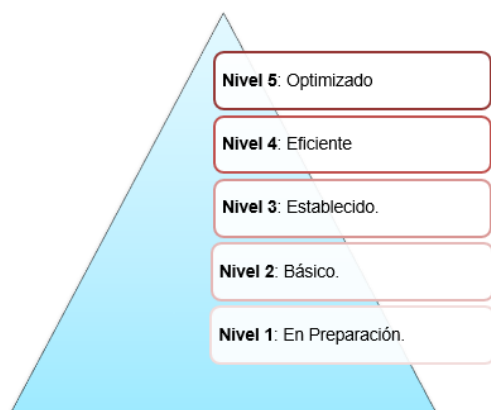 Nivel 5: Optimizado
Nivel 4: Eficiente
Nivel 3: Establecido.
Nivel 2: Básico.
Nivel 1: En Preparación.